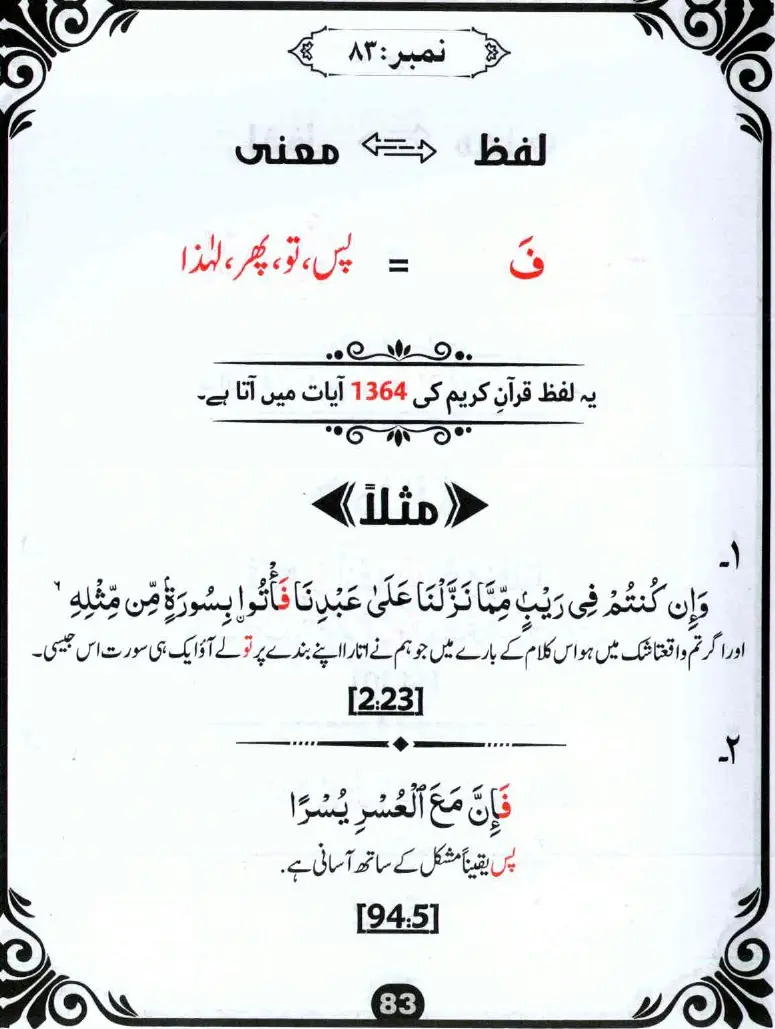 نمبر: ۸۳
لفظ معنی
فَ = پس، تو، پھر، لہٰذا
یہ لفظ قرآنِ کریم کی 1364 آیات میں آتا ہے۔
مثلاً
۱۔
وَإِن كُنتُمْ فِى رَيْبٍ مِّمَّا نَزَّلْنَا عَلَىٰ عَبْدِنَا فَأْتُوا۟ بِسُورَةٍ مِّن مِّثْلِهِ
اور اگر تم واقعتا شک میں ہو اس کلام کے بارے میں جو ہم نے اتارا اپنے بندے پر تو لے آؤ ایک ہی سورت اس جیسی۔
[2:23]
۲۔
فَإِنَّ مَعَ ٱلْعُسْرِ يُسْرًا
پس یقیناً مشکل کے ساتھ آسانی ہے.
[94:5]
83